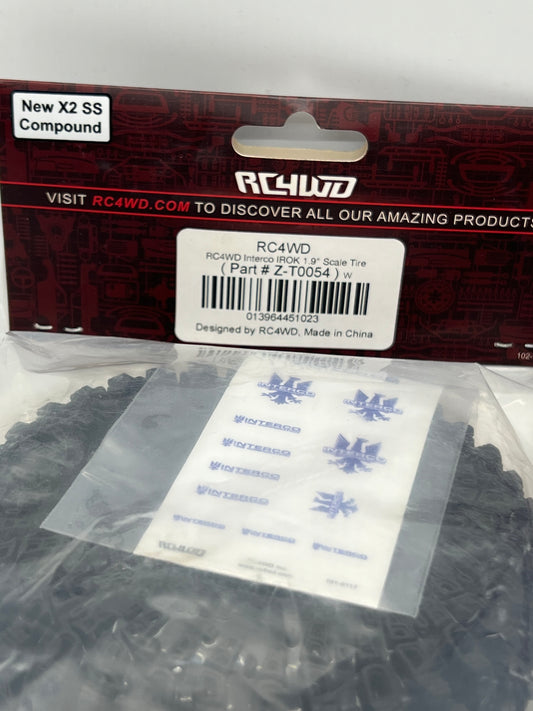 New X2 SS
Compound
RC4WD
VISIT RC4WD.COM TO DISCOVER ALL OUR AMAZING PRODUCTS
RC4WD
RC4WD Interco IROK 1.9" Scale Tire
( Part # Z-T0054 ) W
013964451023
Designed by RC4WD, Made in China
102-
INTERCO
INTERCO
INTERCO
INTERCO
INTERCO
INTERCO
INTERCO
INTERCO
INTERCO
INTERCO
RC4WD